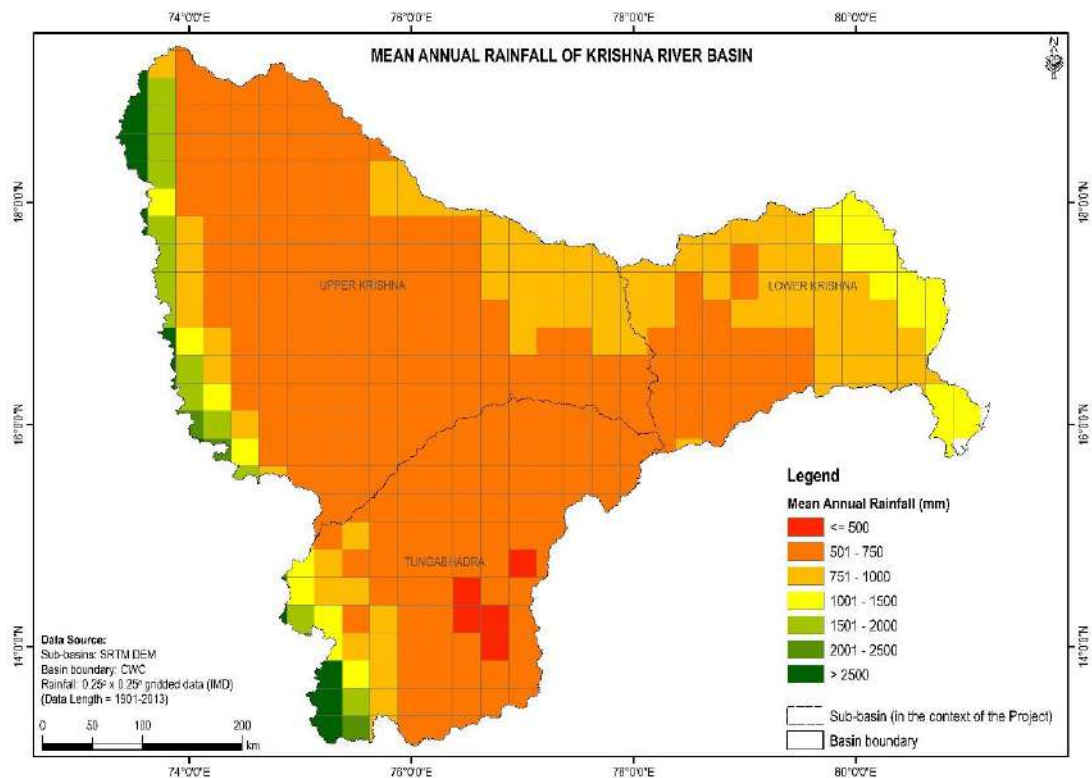 74°0'0"E 76°0'0"E 78°0'0"E 80°0'0"E
MEAN ANNUAL RAINFALL OF KRISHNA RIVER BASIN
N
18°0'0"N 18°0'0"N
UPPER KRISHNA
LOWER KRISHNA
16°0'0"N 16°0'0"N
Legend
Mean Annual Rainfall (mm)
<= 500
501 - 750
751 - 1000
1001 - 1500
1501 - 2000
2001 - 2500
> 2500
Sub-basin (in the context of the Project)
Basin boundary
TUNGABHADRA
14°0'0"N 14°0'0"N
Data Source:
Sub-basins: SRTM DEM
Basin boundary: CWC
Rainfall: 0.25° x 0.25° gridded data (IMD)
(Data Length = 1901-2013)
0 50 100 200
km
74°0'0"E 76°0'0"E 78°0'0"E 80°0'0"E